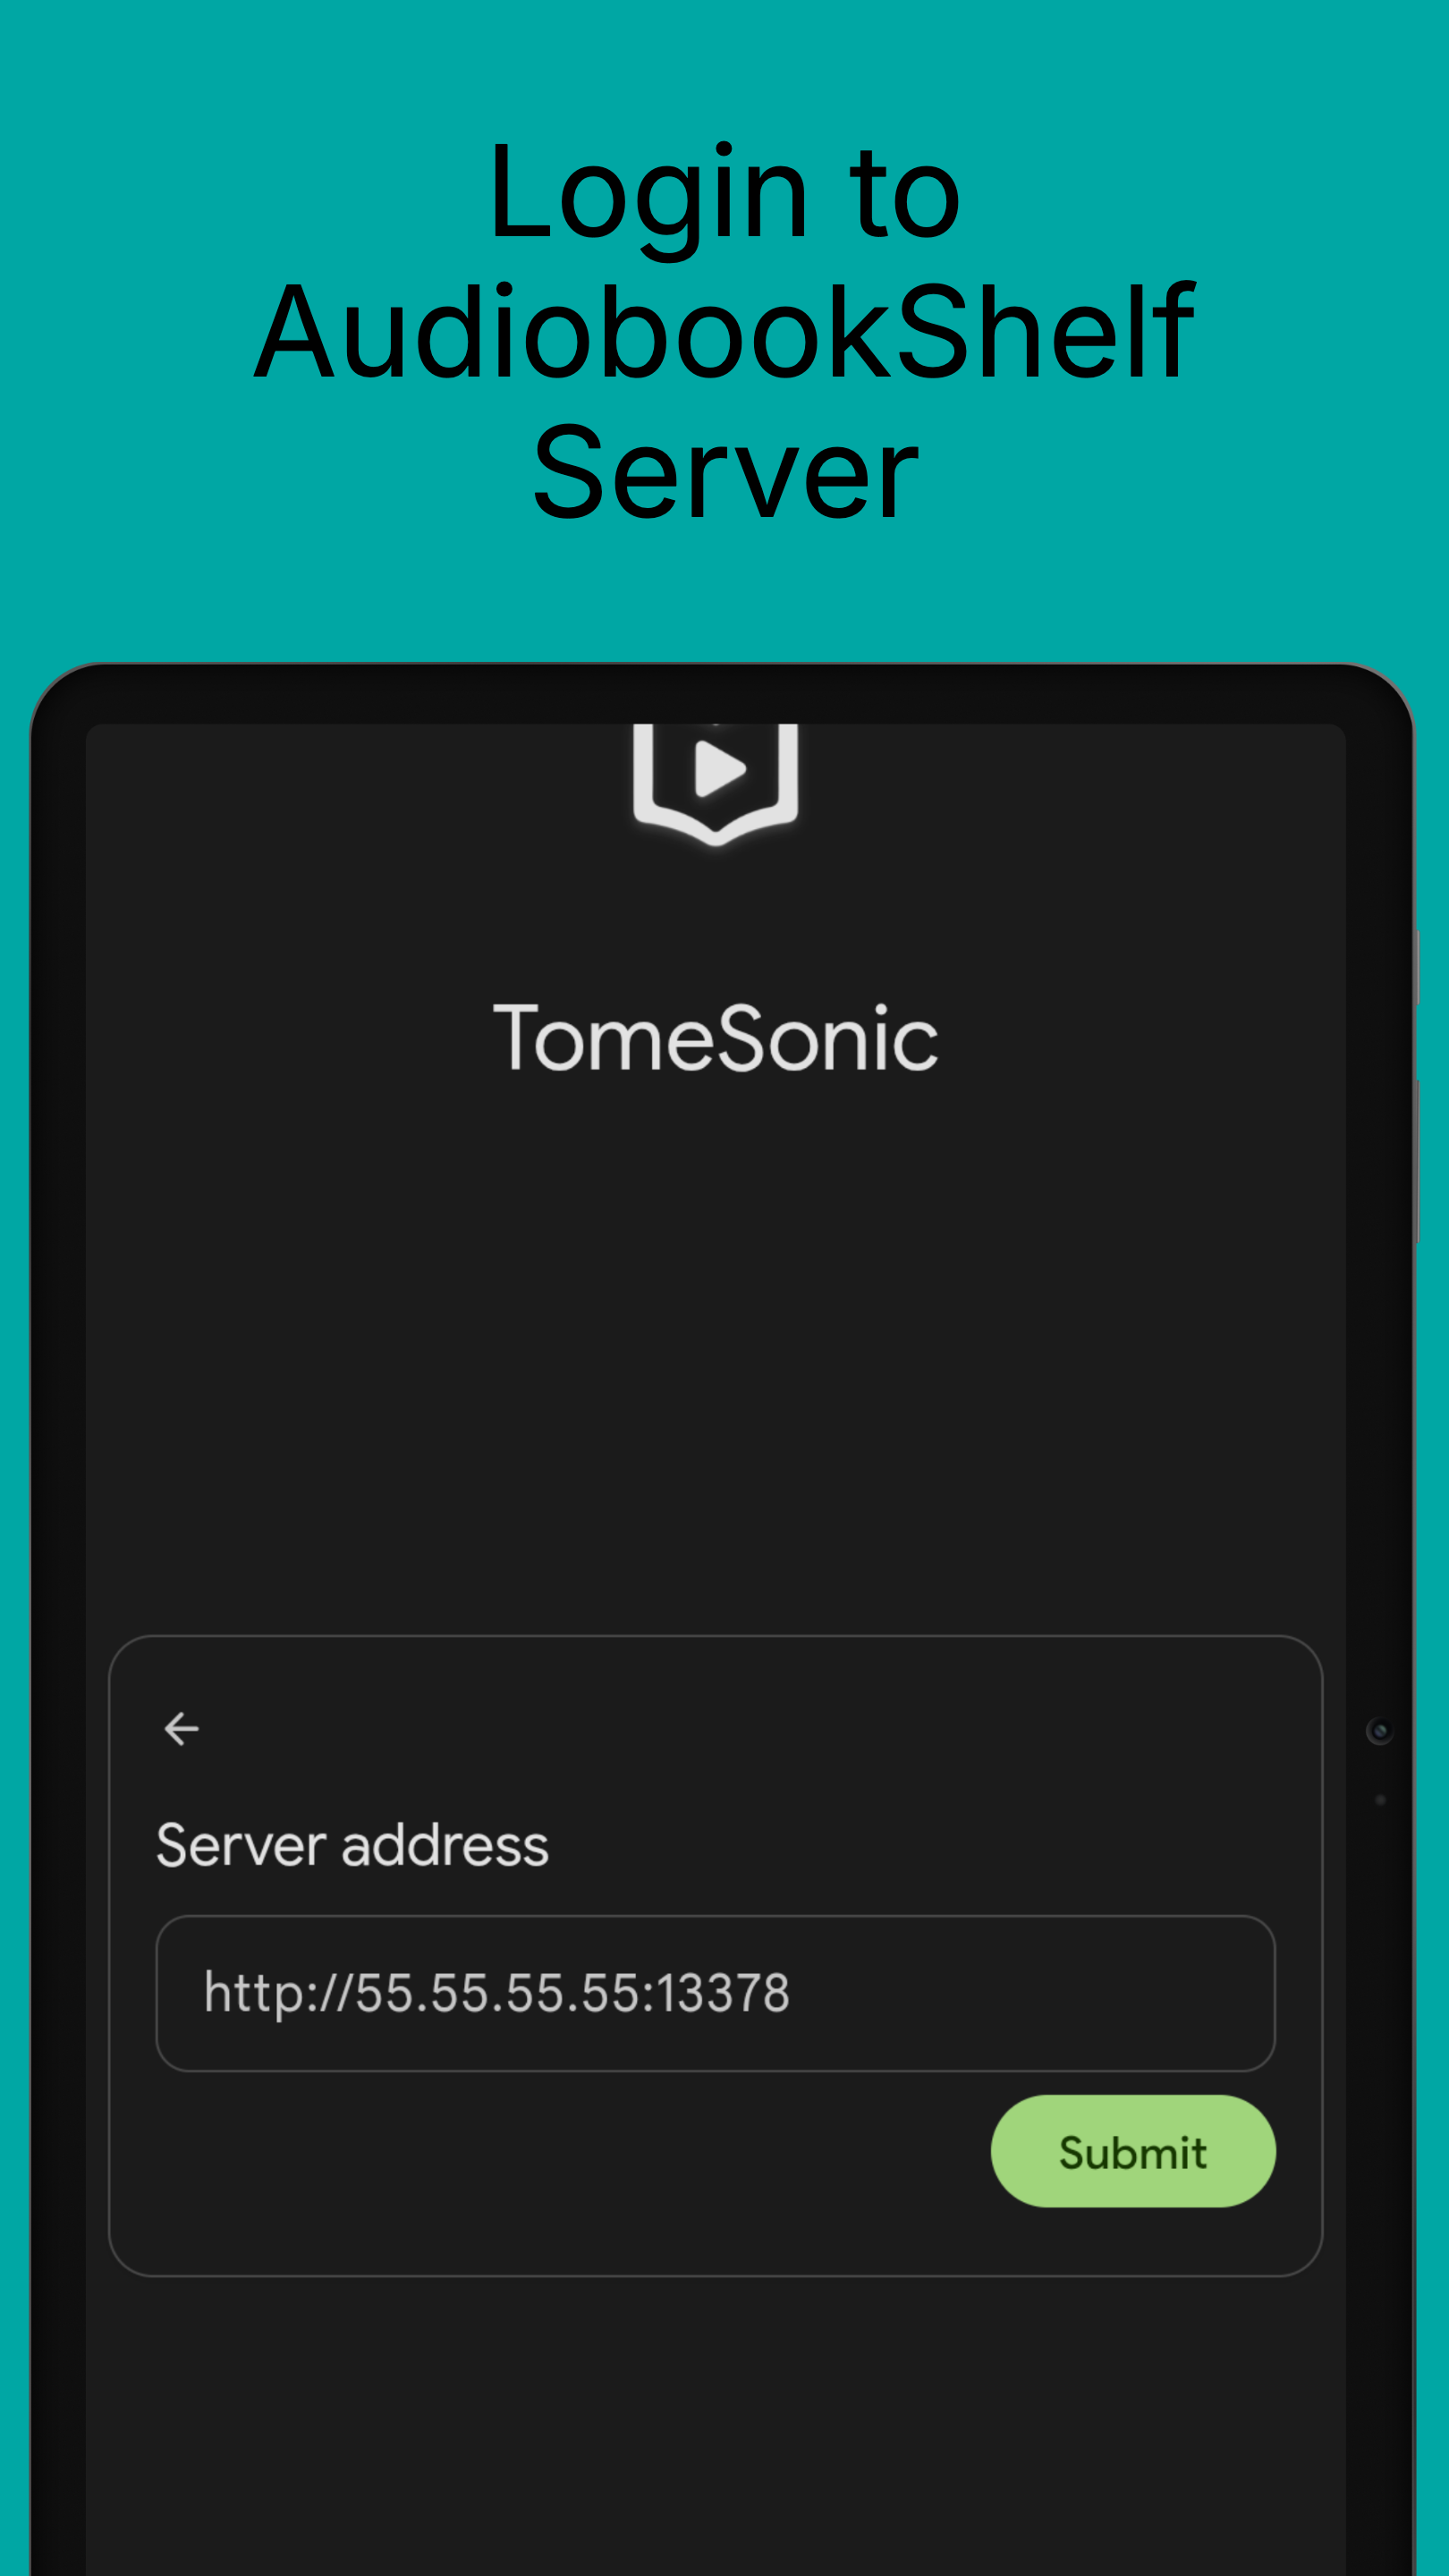 Login to
AudiobookShelf
Server
TomeSonic
Server address
http://55.55.55.55:13378
Submit